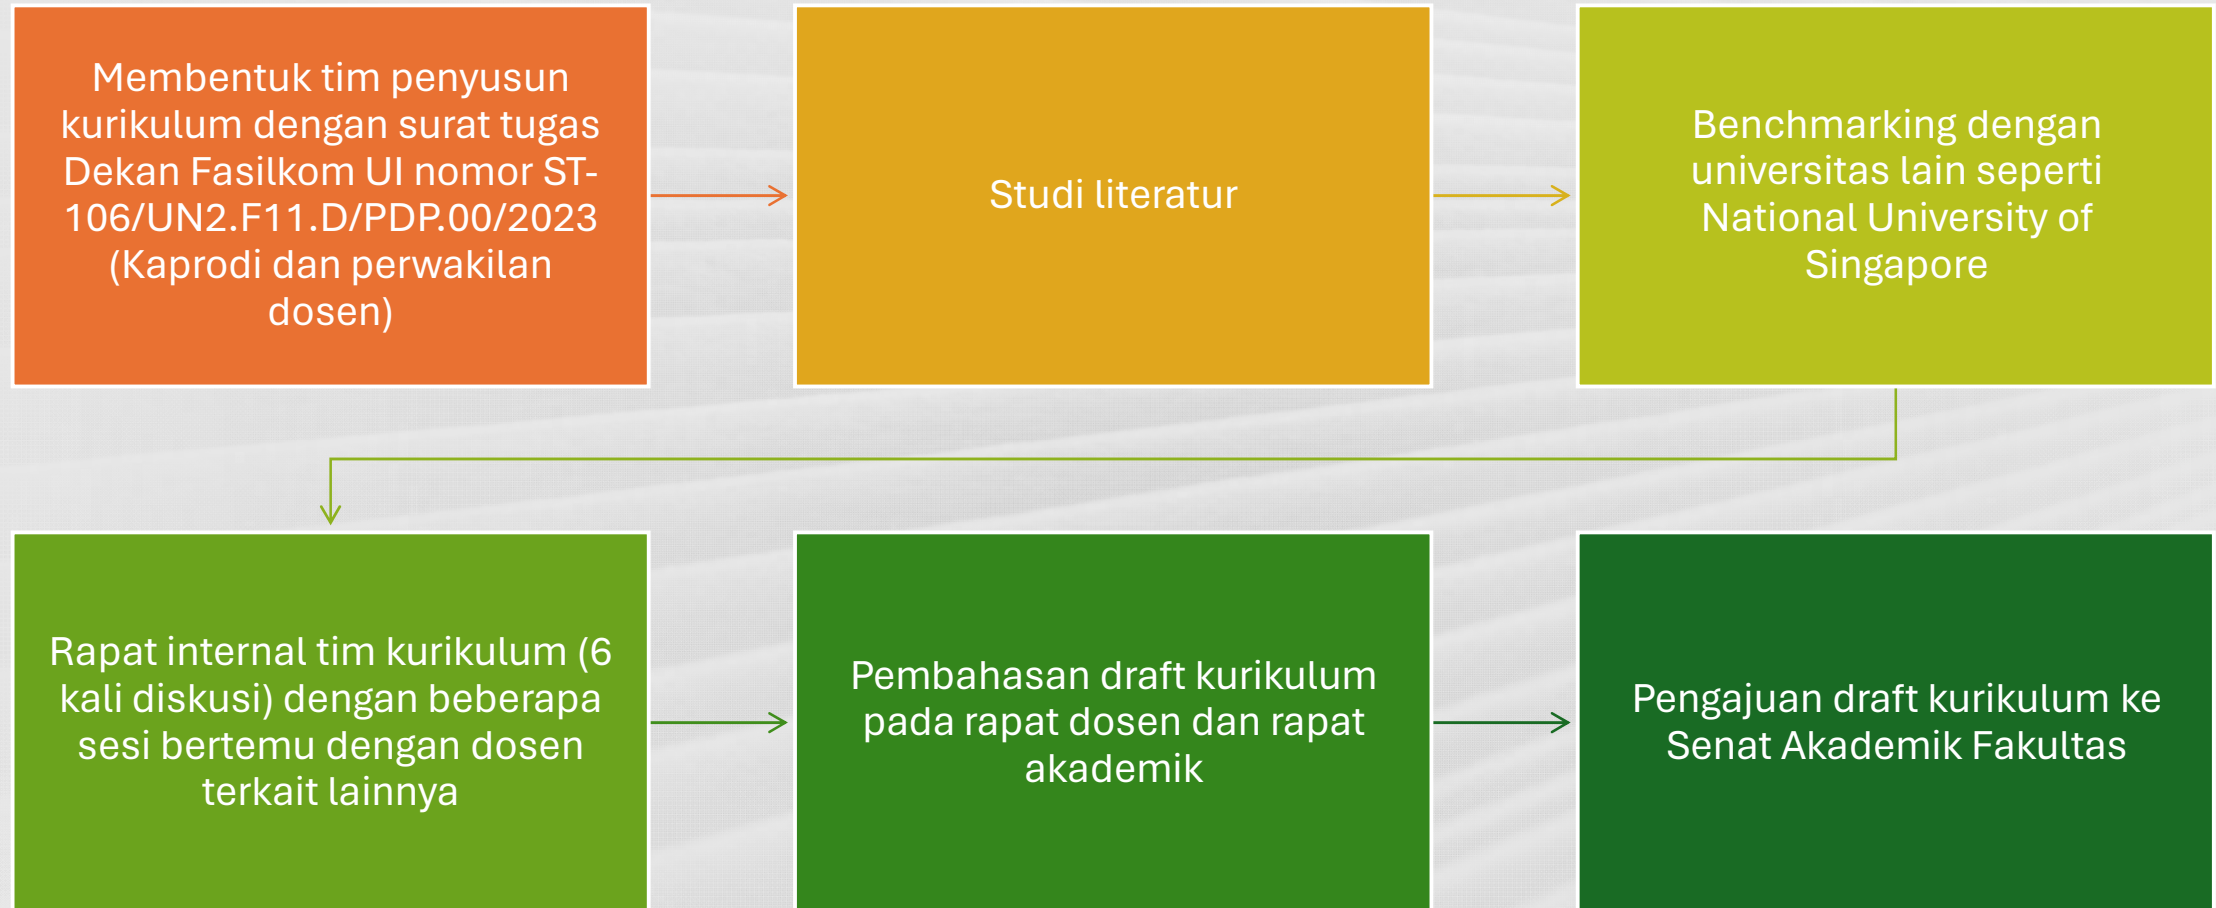 Membentuk tim penyusun
kurikulum dengan surat tugas
Dekan Fasilkom UI nomor ST-
106/UN2.F11.D/PDP.00/2023
(Kaprodi dan perwakilan
dosen)
Studi literatur
Benchmarking dengan
universitas lain seperti
National University of
Singapore
Rapat internal tim kurikulum (6
kali diskusi) dengan beberapa
sesi bertemu dengan dosen
terkait lainnya
Pembahasan draft kurikulum
pada rapat dosen dan rapat
akademik
Pengajuan draft kurikulum ke
Senat Akademik Fakultas